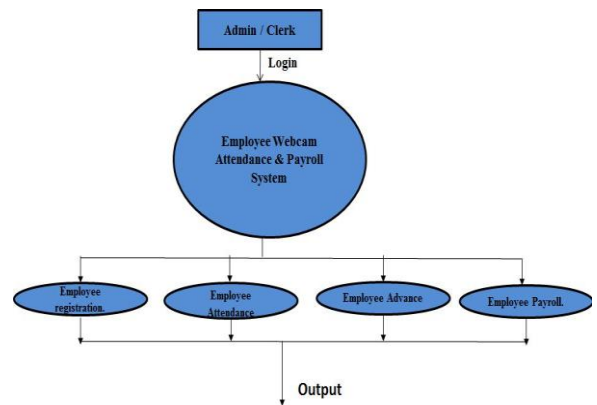 Admin / Clerk
Login
Employee Webcam
Attendance & Payroll
System
Employee
registration.
Employee
Attendance
Employee Advance
Employee Payroll.
Output